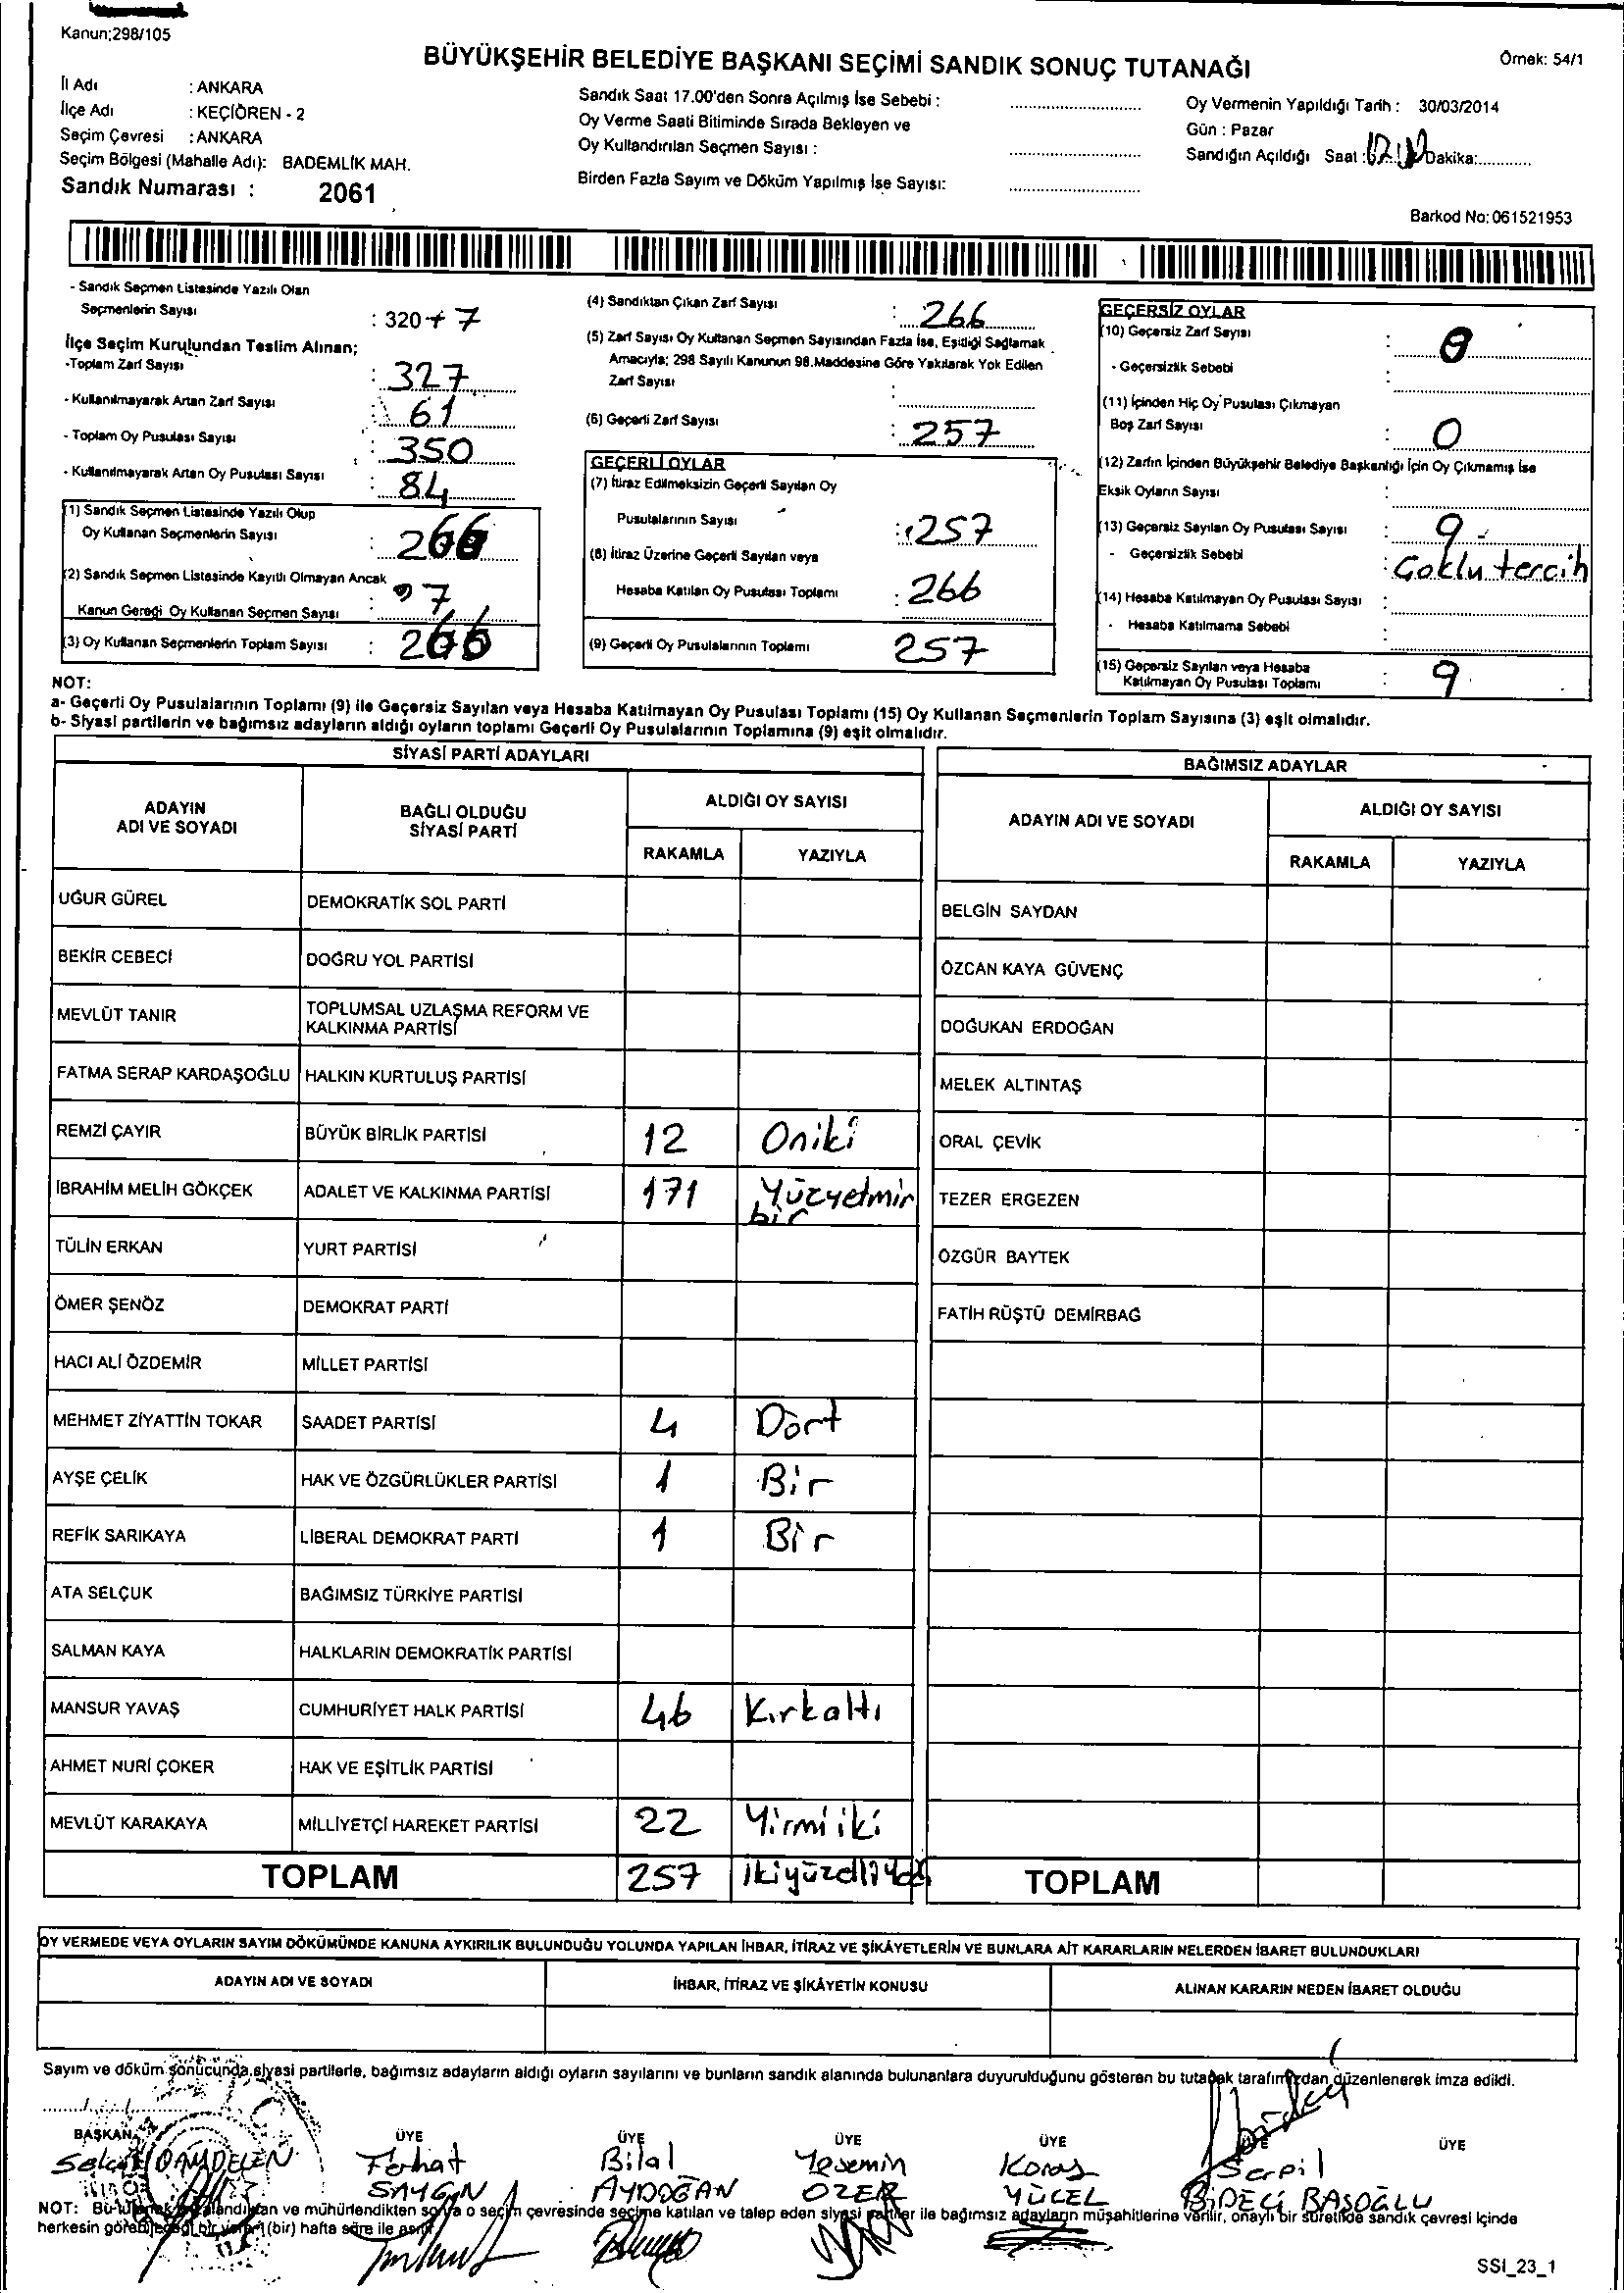 Kanun;298/105
BÜYÜKŞEHİR BELEDİYE BAŞKANI SEÇİMİ SANDIK SONUÇ TUTANAĞI
Örnek: 54/1
İl Adı : ANKARA
İlçe Adı : KEÇİÖREN - 2
Seçim Çevresi : ANKARA
Seçim Bölgesi (Mahalle Adı): BADEMLİK MAH.
Sandık Numarası : 2061
Sandık Saat 17.00'den Sonra Açılmış İse Sebebi :
Oy Verme Saati Bitiminde Sırada Bekleyen ve
Oy Kullandırılan Seçmen Sayısı :
Birden Fazla Sayım ve Döküm Yapılmış İse Sayısı:
Oy Vermenin Yapıldığı Tarih : 30/03/2014
Gün : Pazar
Sandığın Açıldığı Saat : Dakika:
Barkod No: 061521953
- Sandık Seçmen Listesinde Yazılı Olan
Seçmenlerin Sayısı : 320 + 7
İlçe Seçim Kurulundan Teslim Alınan;
-Toplam Zarf Sayısı : 327
- Kullanılmayarak Artan Zarf Sayısı : 61
- Toplam Oy Pusulası Sayısı : 350
- Kullanılmayarak Artan Oy Pusulası Sayısı : 84
(1) Sandık Seçmen Listesinde Yazılı Olup
Oy Kullanan Seçmenlerin Sayısı : 266
(2) Sandık Seçmen Listesinde Kayıtlı Olmayan Ancak
Kanun Gereği Oy Kullanan Seçmen Sayısı : 7
(3) Oy Kullanan Seçmenlerin Toplam Sayısı : 266
(4) Sandıktan Çıkan Zarf Sayısı : 266
(5) Zarf Sayısı Oy Kullanan Seçmen Sayısından Fazla İse, Eşitliği Sağlamak
Amacıyla; 298 Sayılı Kanunun 98.Maddesine Göre Yakılarak Yok Edilen
Zarf Sayısı :
(6) Geçerli Zarf Sayısı : 257
GEÇERLİ OYLAR
(7) İtiraz Edilmeksizin Geçerli Sayılan Oy
Pusulalarının Sayısı : 257
(8) İtiraz Üzerine Geçerli Sayılan veya
Hesaba Katılan Oy Pusulası Toplamı : 266
(9) Geçerli Oy Pusulalarının Toplamı 257
GEÇERSİZ OYLAR
(10) Geçersiz Zarf Sayısı : 0
- Geçersizlik Sebebi :
(11) İçinden Hiç Oy Pusulası Çıkmayan
Boş Zarf Sayısı : 0
(12) Zarfın İçinden Büyükşehir Belediye Başkanlığı İçin Oy Çıkmamış İse
Eksik Oyların Sayısı :
(13) Geçersiz Sayılan Oy Pusulası Sayısı : 9
- Geçersizlik Sebebi : Çoklu tercih
(14) Hesaba Katılmayan Oy Pusulası Sayısı :
- Hesaba Katılmama Sebebi :
(15) Geçersiz Sayılan veya Hesaba
Katılmayan Oy Pusulası Toplamı : 9
NOT:
a- Geçerli Oy Pusulalarının Toplamı (9) ile Geçersiz Sayılan veya Hesaba Katılmayan Oy Pusulası Toplamı (15) Oy Kullanan Seçmenlerin Toplam Sayısına (3) eşit olmalıdır.
b- Siyasi partilerin ve bağımsız adayların aldığı oyların toplamı Geçerli Oy Pusulalarının Toplamına (9) eşit olmalıdır.
SİYASİ PARTİ ADAYLARI
ADAYIN ADI VE SOYADI BAĞLI OLDUĞU SİYASİ PARTİ ALDIĞI OY SAYISI
RAKAMLA YAZIYLA
UĞUR GÜREL DEMOKRATİK SOL PARTİ
BEKİR CEBECİ DOĞRU YOL PARTİSİ
MEVLÜT TANIR TOPLUMSAL UZLAŞMA REFORM VE KALKINMA PARTİSİ
FATMA SERAP KARDAŞOĞLU HALKIN KURTULUŞ PARTİSİ
REMZİ ÇAYIR BÜYÜK BİRLİK PARTİSİ 12 Oniki
İBRAHİM MELİH GÖKÇEK ADALET VE KALKINMA PARTİSİ 171 Yüzyetmiş bir
TÜLİN ERKAN YURT PARTİSİ
ÖMER ŞENÖZ DEMOKRAT PARTİ
HACI ALİ ÖZDEMİR MİLLET PARTİSİ
MEHMET ZİYATTİN TOKAR SAADET PARTİSİ 4 Dört
AYŞE ÇELİK HAK VE ÖZGÜRLÜKLER PARTİSİ 1 Bir
REFİK SARIKAYA LİBERAL DEMOKRAT PARTİ 1 Bir
ATA SELÇUK BAĞIMSIZ TÜRKİYE PARTİSİ
SALMAN KAYA HALKLARIN DEMOKRATİK PARTİSİ
MANSUR YAVAŞ CUMHURİYET HALK PARTİSİ 46 Kırkaltı
AHMET NURİ ÇOKER HAK VE EŞİTLİK PARTİSİ
MEVLÜT KARAKAYA MİLLİYETÇİ HAREKET PARTİSİ 22 Yirmiiki
TOPLAM 257
BAĞIMSIZ ADAYLAR
ADAYIN ADI VE SOYADI ALDIĞI OY SAYISI
RAKAMLA YAZIYLA
BELGİN SAYDAN
ÖZCAN KAYA GÜVENÇ
DOĞUKAN ERDOĞAN
MELEK ALTINTAŞ
ORAL ÇEVİK
TEZER ERGEZEN
ÖZGÜR BAYTEK
FATİH RÜŞTÜ DEMİRBAĞ
TOPLAM
OY VERMEDE VEYA OYLARIN SAYIM DÖKÜMÜNDE KANUNA AYKIRILIK BULUNDUĞU YOLUNDA YAPILAN İHBAR, İTİRAZ VE ŞİKÂYETLERİN VE BUNLARA AİT KARARLARIN NELERDEN İBARET BULUNDUKLARI
ADAYIN ADI VE SOYADI İHBAR, İTİRAZ VE ŞİKÂYETİN KONUSU ALINAN KARARIN NEDEN İBARET OLDUĞU
Sayım ve döküm sonucunda,siyasi partilerle, bağımsız adayların aldığı oyların sayılarını ve bunların sandık alanında bulunanlara duyurulduğunu gösteren bu tutanak tarafımızdan düzenlenerek imza edildi.
BAŞKAN ÜYE ÜYE ÜYE ÜYE ÜYE ÜYE
Ferhat Bilal Yesemin Koray Serpil
SAYGIN AYDOĞAN ÖZER YÜCEL BİDECİ BAŞOĞLU
NOT: ve mühürlendikten sonra o seçim çevresinde seçime katılan ve talep eden siyasi partiler ile bağımsız adayların müşahitlerine verilir, onaylı bir suretinde sandık çevresi içinde
herkesin görebileceği bir yere 1(bir) hafta süre ile asılır.
SSI_23_1